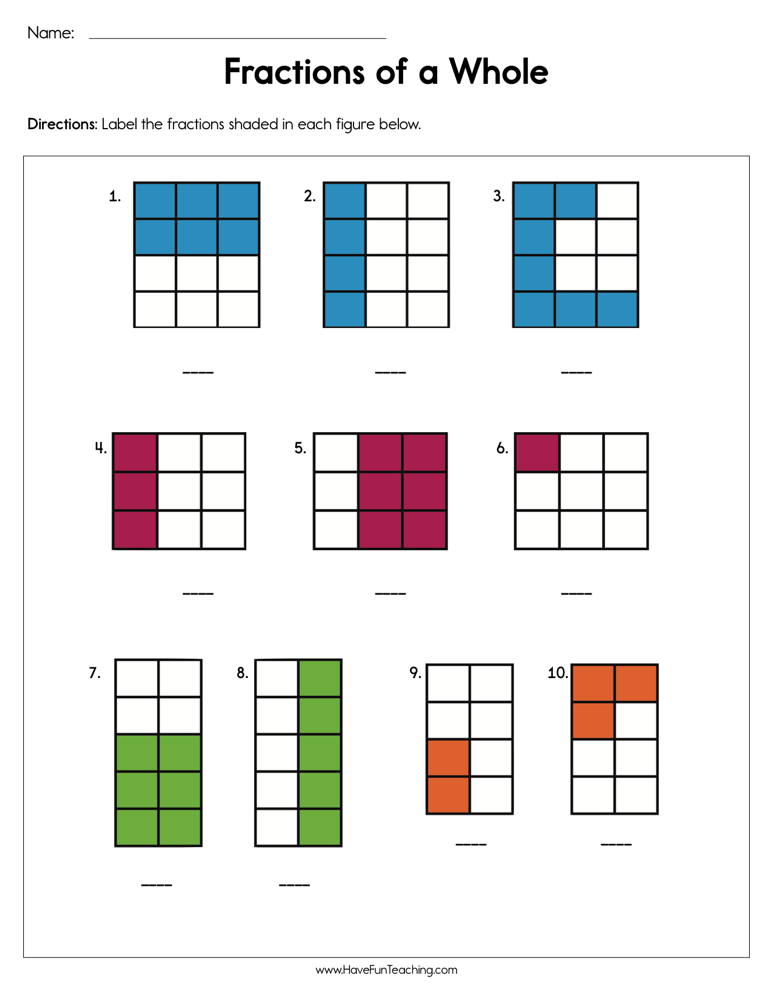 Name:
Fractions of a Whole
Directions: Label the fractions shaded in each figure below.
1. 2. 3.
4. 5. 6.
7. 8. 9. 10.
www.HaveFunTeaching.com